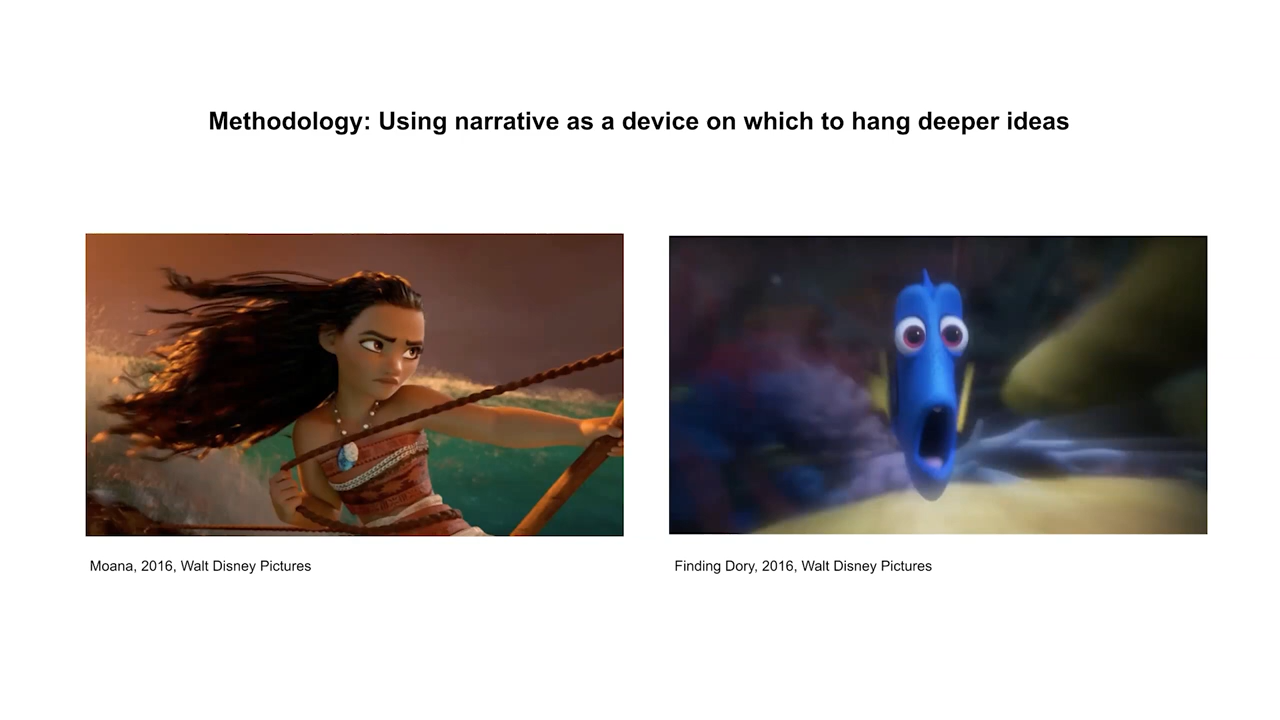 Methodology: Using narrative as a device on which to hang deeper ideas
Moana, 2016, Walt Disney Pictures
Finding Dory, 2016, Walt Disney Pictures